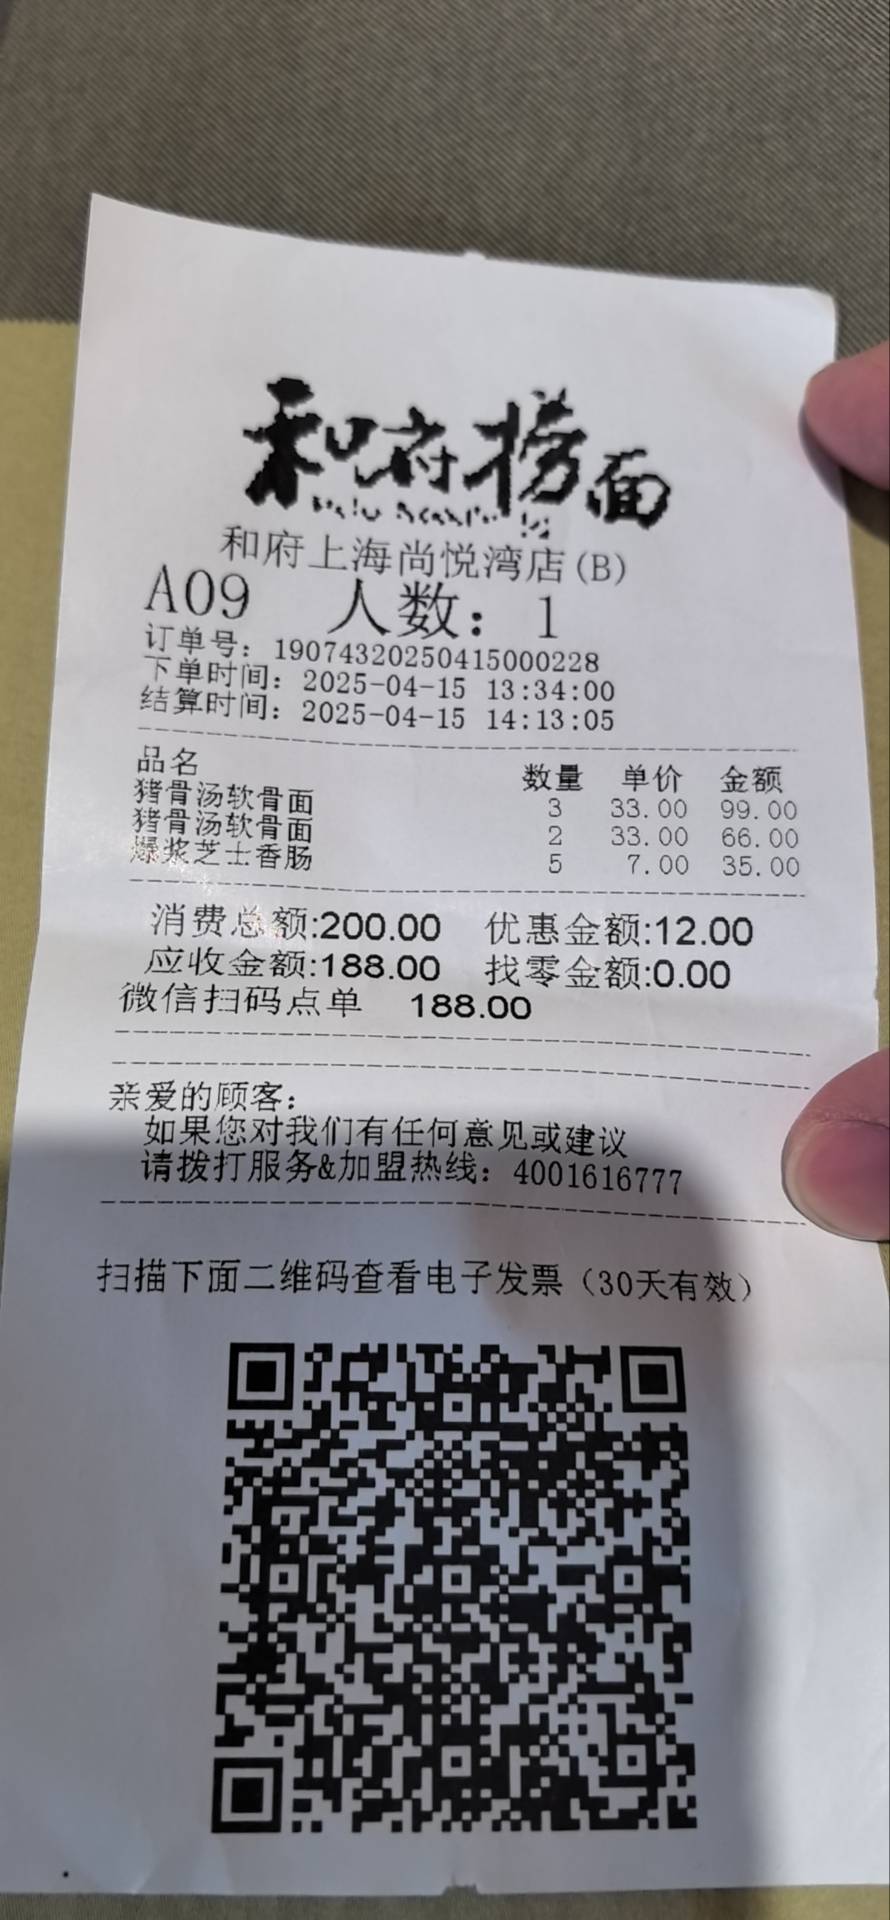 和府捞面
和府上海尚悦湾店(B)
A09 人数：1
订单号：19074320250415000228
下单时间：2025-04-15 13:34:00
结算时间：2025-04-15 14:13:05
品名 数量 单价 金额
猪骨汤软骨面 3 33.00 99.00
猪骨汤软骨面 2 33.00 66.00
爆浆芝士香肠 5 7.00 35.00
消费总额:200.00 优惠金额:12.00
应收金额:188.00 找零金额:0.00
微信扫码点单 188.00
亲爱的顾客：
如果您对我们有任何意见或建议
请拨打服务&加盟热线：4001616777
扫描下面二维码查看电子发票（30天有效）